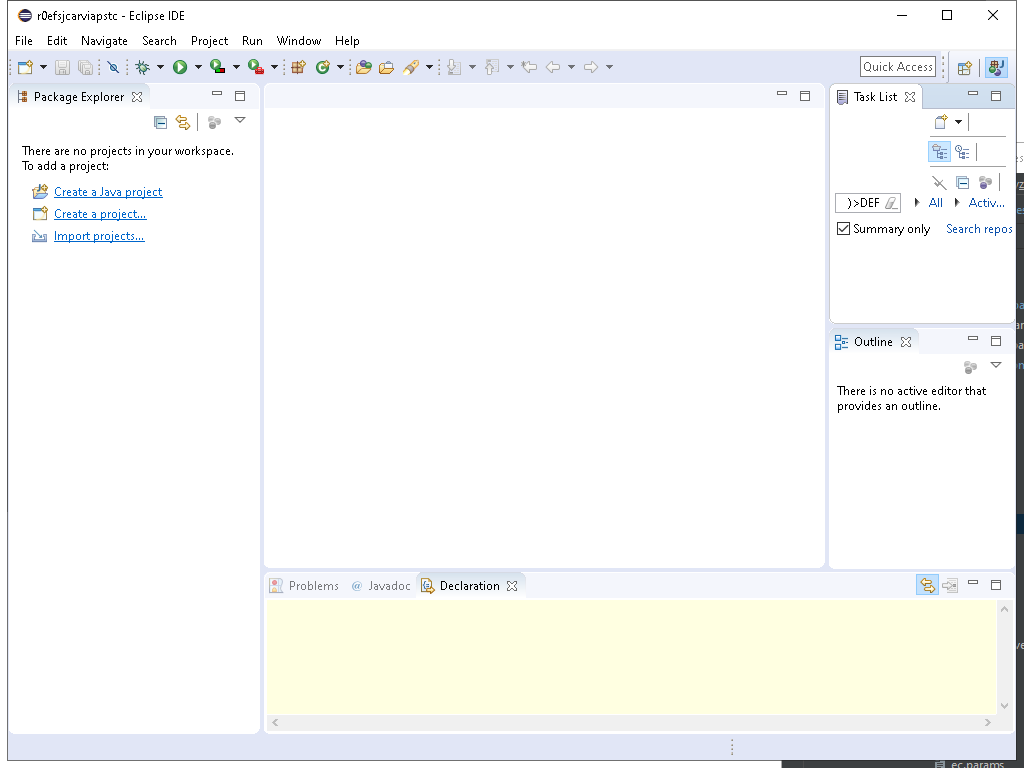 r0efsjcarviapstc - Eclipse IDE
File Edit Navigate Search Project Run Window Help
Quick Access
Package Explorer
There are no projects in your workspace.
To add a project:
Create a Java project
Create a project...
Import projects...
Task List
)>DEF All Activ...
Summary only Search repos
Outline
There is no active editor that
provides an outline.
Problems @ Javadoc Declaration
ec.params